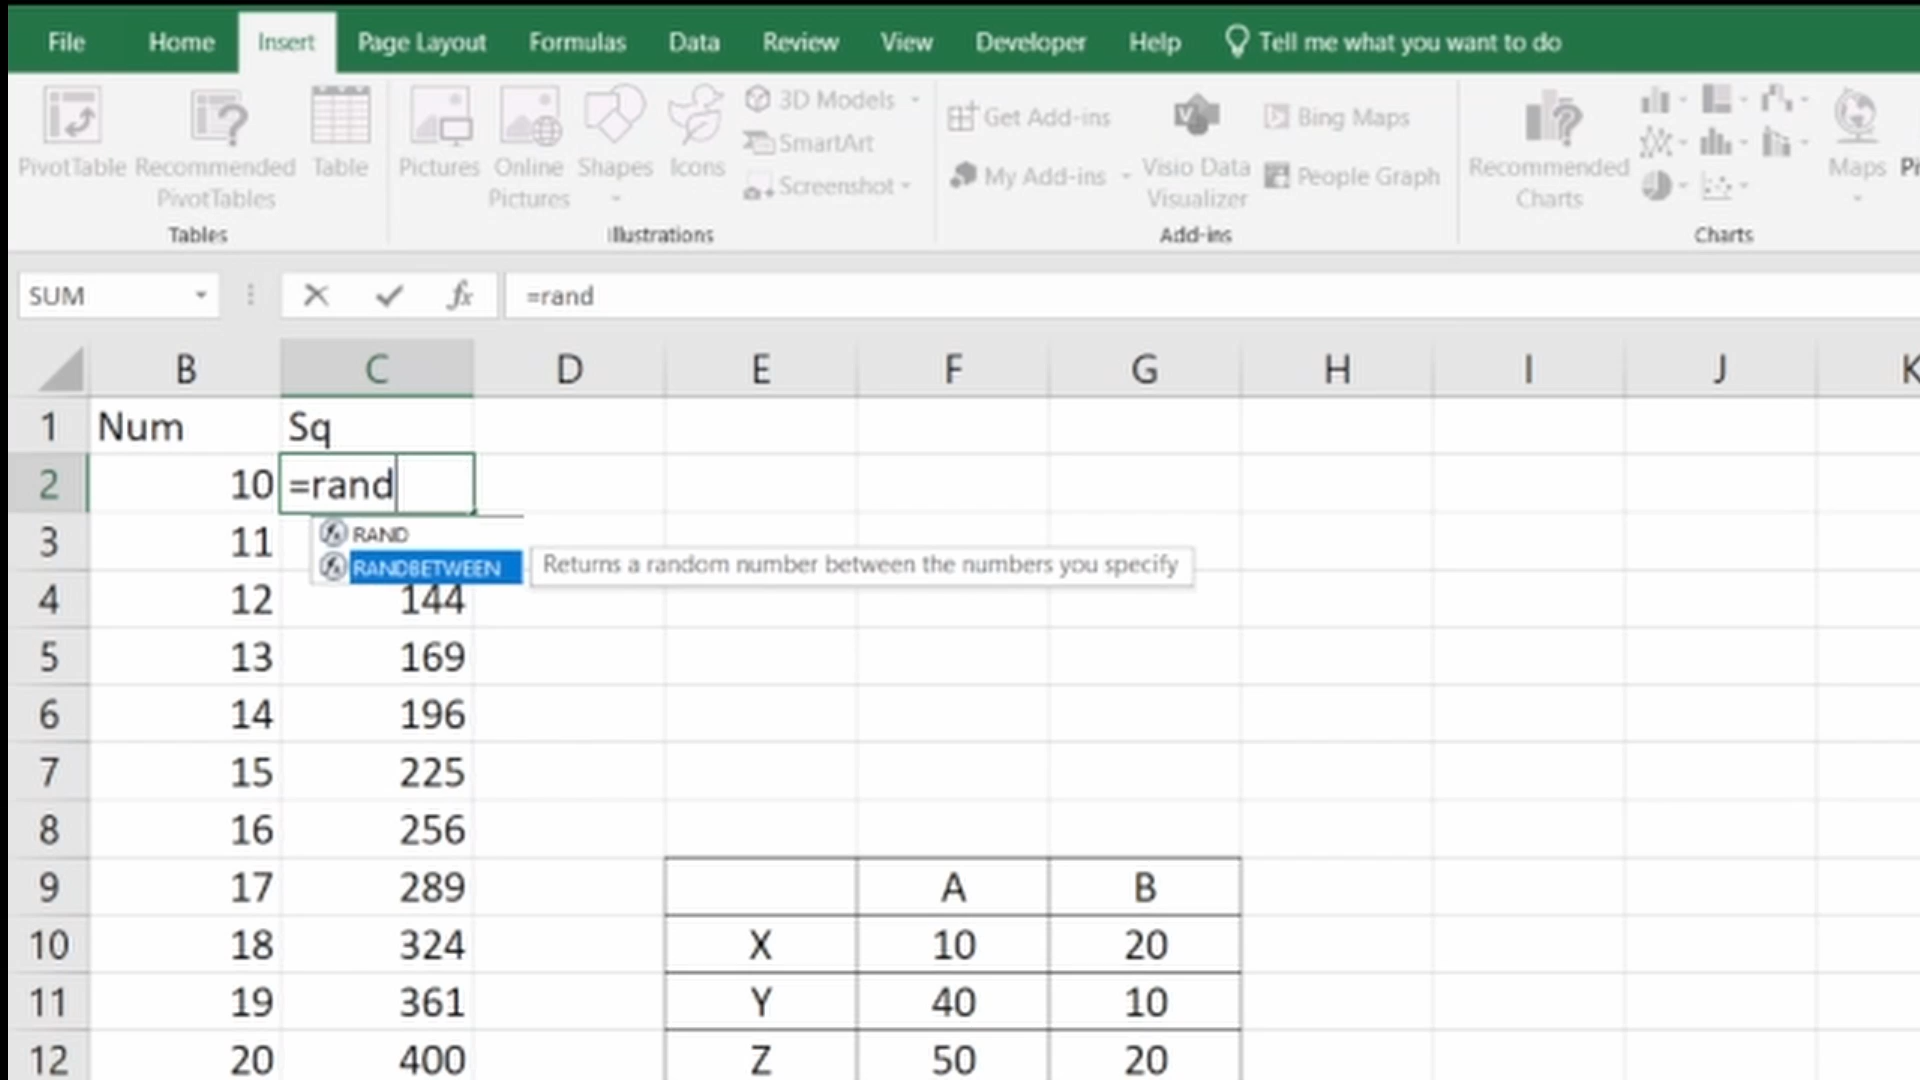 File Home Insert Page Layout Formulas Data Review View Developer Help Tell me what you want to do
PivotTable Recommended PivotTables Table
Tables
Pictures Online Pictures Shapes Icons
3D Models
SmartArt
Screenshot
Illustrations
Get Add-ins
My Add-ins
Visio Data Visualizer
Bing Maps
People Graph
Add-ins
Recommended Charts
Maps
Charts
SUM fx =rand
B C D E F G H I J K
1 Num Sq
2 10 =rand
RAND
3 11
RANDBETWEEN Returns a random number between the numbers you specify
4 12 144
5 13 169
6 14 196
7 15 225
8 16 256
9 17 289 A B
10 18 324 X 10 20
11 19 361 Y 40 10
12 20 400 Z 50 20